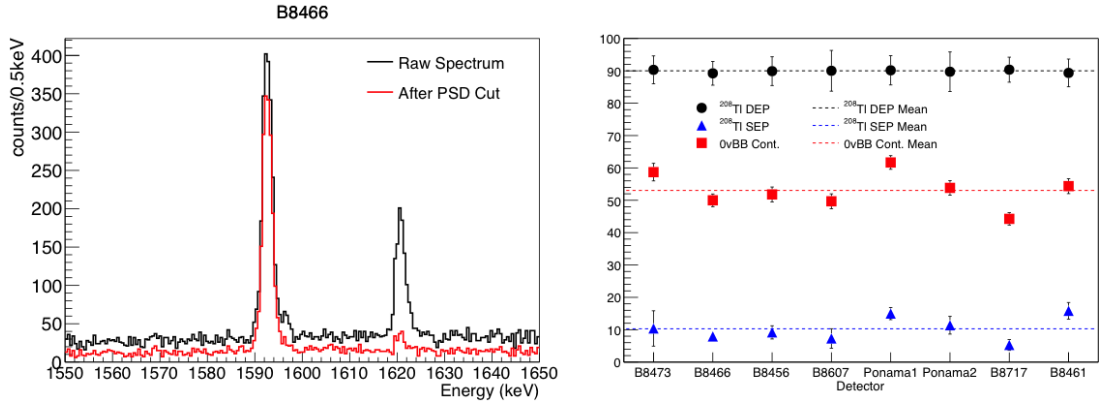 B8466
counts/0.5keV
400
350
300
250
200
150
100
50
0
Raw Spectrum
After PSD Cut
1550 1560 1570 1580 1590 1600 1610 1620 1630 1640 1650
Energy (keV)
100
90
80
70
60
50
40
30
20
10
0
208Tl DEP
208Tl SEP
0vBB Cont.
208Tl DEP Mean
208Tl SEP Mean
0vBB Cont. Mean
B8473 B8466 B8456 B8607 Ponama1 Ponama2 B8717 B8461
Detector